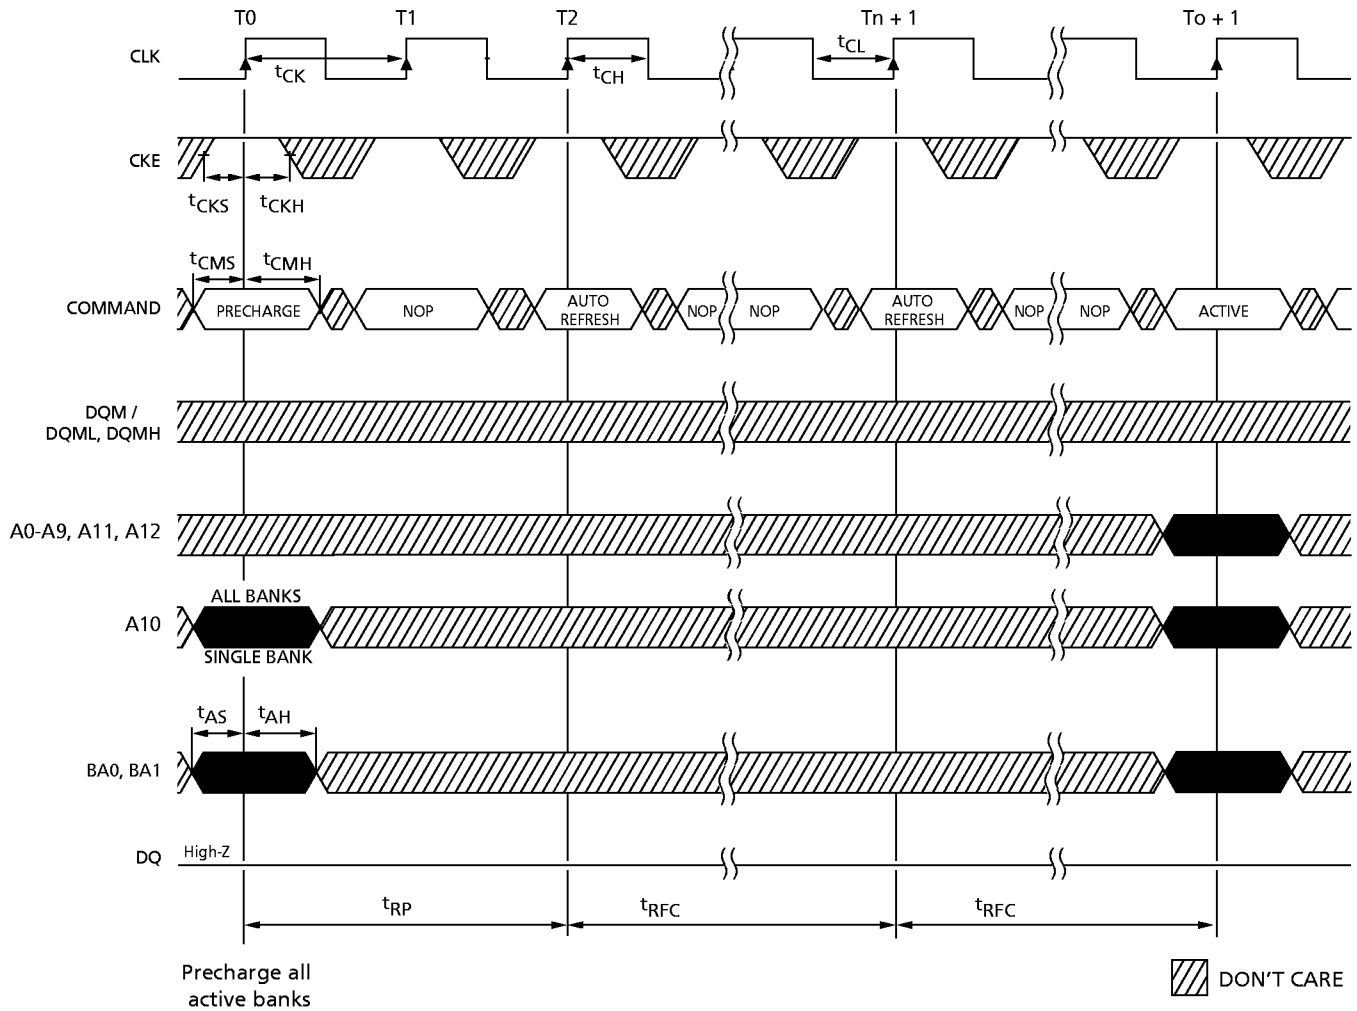 T0 T1 T2 Tn + 1 To + 1
CLK
tCK tCH tCL
CKE
tCKS tCKH
tCMS tCMH
COMMAND PRECHARGE NOP AUTO REFRESH NOP NOP AUTO REFRESH NOP NOP ACTIVE
DQM /
DQML, DQMH
A0-A9, A11, A12
ALL BANKS
A10
SINGLE BANK
tAS tAH
BA0, BA1
DQ High-Z
tRP tRFC tRFC
Precharge all
active banks
DON'T CARE